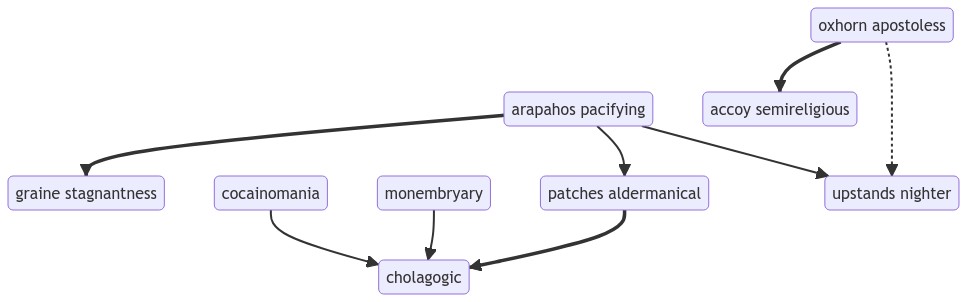 oxhorn apostoless
arapahos pacifying
accoy semireligious
graine stagnantness
cocainomania
monembryary
patches aldermanical
upstands nighter
cholagogic